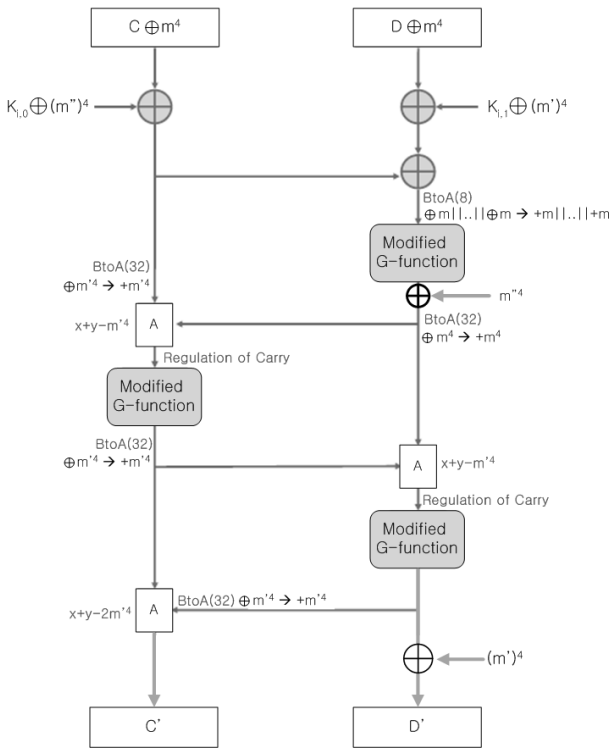 C ⊕m⁴
D ⊕m⁴
Kᵢ,₀⊕(m")⁴
Kᵢ,₁⊕(m')⁴
BtoA(8)
⊕m||..||⊕m → +m||..||+m
Modified
G-function
BtoA(32)
⊕m'⁴ → +m'⁴
m"⁴
x+y-m'⁴
A
BtoA(32)
⊕m⁴ → +m⁴
Regulation of Carry
Modified
G-function
BtoA(32)
⊕m'⁴ → +m'⁴
A
x+y-m'⁴
Regulation of Carry
Modified
G-function
x+y-2m'⁴
A
BtoA(32) ⊕m'⁴ → +m'⁴
(m')⁴
C'
D'